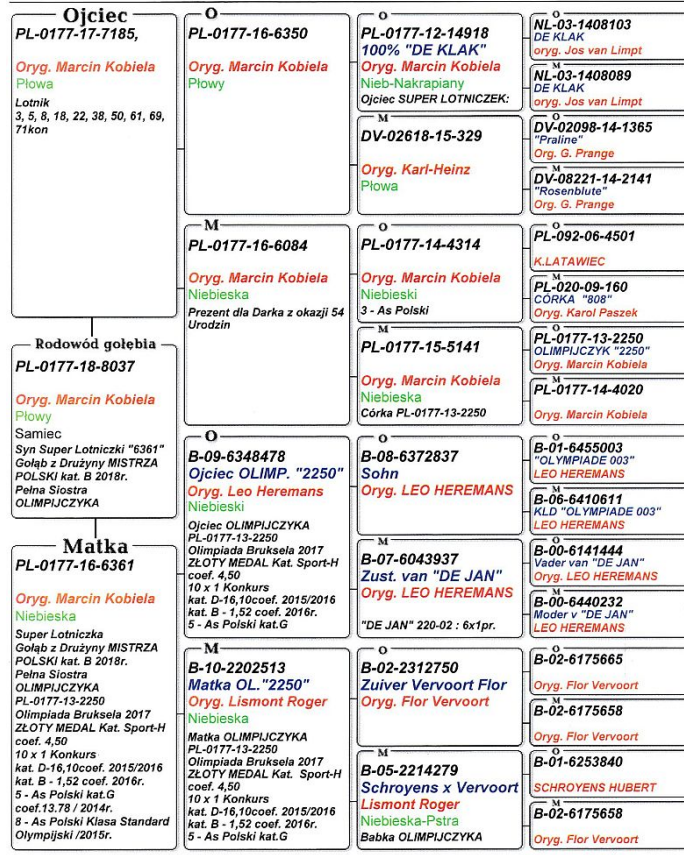 Ojciec
PL-0177-17-7185,
Oryg. Marcin Kobiela
Płowa
Lotnik
3, 5, 8, 18, 22, 38, 50, 61, 69,
71kon
Rodowód gołębia
PL-0177-18-8037
Oryg. Marcin Kobiela
Płowy
Samiec
Syn Super Lotniczki "6361"
Gołąb z Drużyny MISTRZA
POLSKI kat. B 2018r.
Pełna Siostra
OLIMPIJCZYKA
Matka
PL-0177-16-6361
Oryg. Marcin Kobiela
Niebieska
Super Lotniczka
Gołąb z Drużyny MISTRZA
POLSKI kat. B 2018r.
Pełna Siostra
OLIMPIJCZYKA
PL-0177-13-2250
Olimpiada Bruksela 2017
ZŁOTY MEDAL Kat. Sport-H
coef. 4,50
10 x 1 Konkurs
kat. D-16,10coef. 2015/2016
kat. B - 1,52 coef. 2016r.
5 - As Polski kat.G
coef.13.78 / 2014r.
8 - As Polski Klasa Standard
Olympijski /2015r.
O
PL-0177-16-6350
Oryg. Marcin Kobiela
Płowy
M
PL-0177-16-6084
Oryg. Marcin Kobiela
Niebieska
Prezent dla Darka z okazji 54
Urodzin
O
B-09-6348478
Ojciec OLIMP. "2250"
Oryg. Leo Heremans
Niebieski
Ojciec OLIMPIJCZYKA
PL-0177-13-2250
Olimpiada Bruksela 2017
ZŁOTY MEDAL Kat. Sport-H
coef. 4,50
10 x 1 Konkurs
kat. D-16,10coef. 2015/2016
kat. B - 1,52 coef. 2016r.
5 - As Polski kat.G
M
B-10-2202513
Matka OL."2250"
Oryg. Lismont Roger
Niebieska
Matka OLIMPIJCZYKA
PL-0177-13-2250
Olimpiada Bruksela 2017
ZŁOTY MEDAL Kat. Sport-H
coef. 4,50
10 x 1 Konkurs
kat. D-16,10coef. 2015/2016
kat. B - 1,52 coef. 2016r.
5 - As Polski kat.G
O
PL-0177-12-14918
100% "DE KLAK"
Oryg. Marcin Kobiela
Nieb-Nakrapiany
Ojciec SUPER LOTNICZEK:
M
DV-02618-15-329
Oryg. Karl-Heinz
Płowa
O
PL-0177-14-4314
Oryg. Marcin Kobiela
Niebieski
3 - As Polski
M
PL-0177-15-5141
Oryg. Marcin Kobiela
Niebieska
Córka PL-0177-13-2250
O
B-08-6372837
Sohn
Oryg. LEO HEREMANS
M
B-07-6043937
Zust. van "DE JAN"
Oryg. LEO HEREMANS
"DE JAN" 220-02 : 6x1pr.
O
B-02-2312750
Zuiver Vervoort Flor
Oryg. Flor Vervoort
M
B-05-2214279
Schroyens x Vervoort
Lismont Roger
Niebieska-Pstra
Babka OLIMPIJCZYKA
O
NL-03-1408103
DE KLAK
oryg. Jos van Limpt
M
NL-03-1408089
DE KLAK
oryg. Jos van Limpt
O
DV-02098-14-1365
"Praline"
Org. G. Prange
M
DV-08221-14-2141
"Rosenblute"
Org. G. Prange
O
PL-092-06-4501
K.LATAWIEC
M
PL-020-09-160
CÓRKA "808"
Oryg. Karol Paszek
O
PL-0177-13-2250
OLIMPIJCZYK "2250"
Oryg. Marcin Kobiela
M
PL-0177-14-4020
Oryg. Marcin Kobiela
O
B-01-6455003
"OLYMPIADE 003"
LEO HEREMANS
M
B-06-6410611
KLD "OLYMPIADE 003"
LEO HEREMANS
O
B-00-6141444
Vader van "DE JAN"
Oryg. LEO HEREMANS
M
B-00-6440232
Moder v "DE JAN"
LEO HEREMANS
O
B-02-6175665
Oryg. Flor Vervoort
M
B-02-6175658
Oryg. Flor Vervoort
O
B-01-6253840
SCHROYENS HUBERT
M
B-02-6175658
Oryg. Flor Vervoort